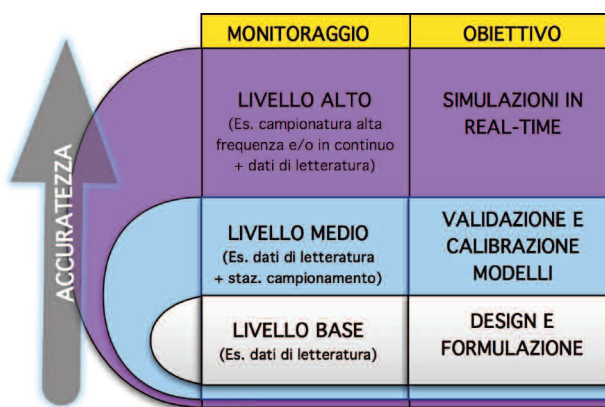 MONITORAGGIO
OBIETTIVO
LIVELLO ALTO
(Es. campionatura alta
frequenza e/o in continuo
+ dati di letteratura)
SIMULAZIONI IN
REAL-TIME
LIVELLO MEDIO
(Es. dati di letteratura
+ staz. campionamento)
VALIDAZIONE E
CALIBRAZIONE
MODELLI
LIVELLO BASE
(Es. dati di letteratura)
DESIGN E
FORMULAZIONE
ACCURATEZZA